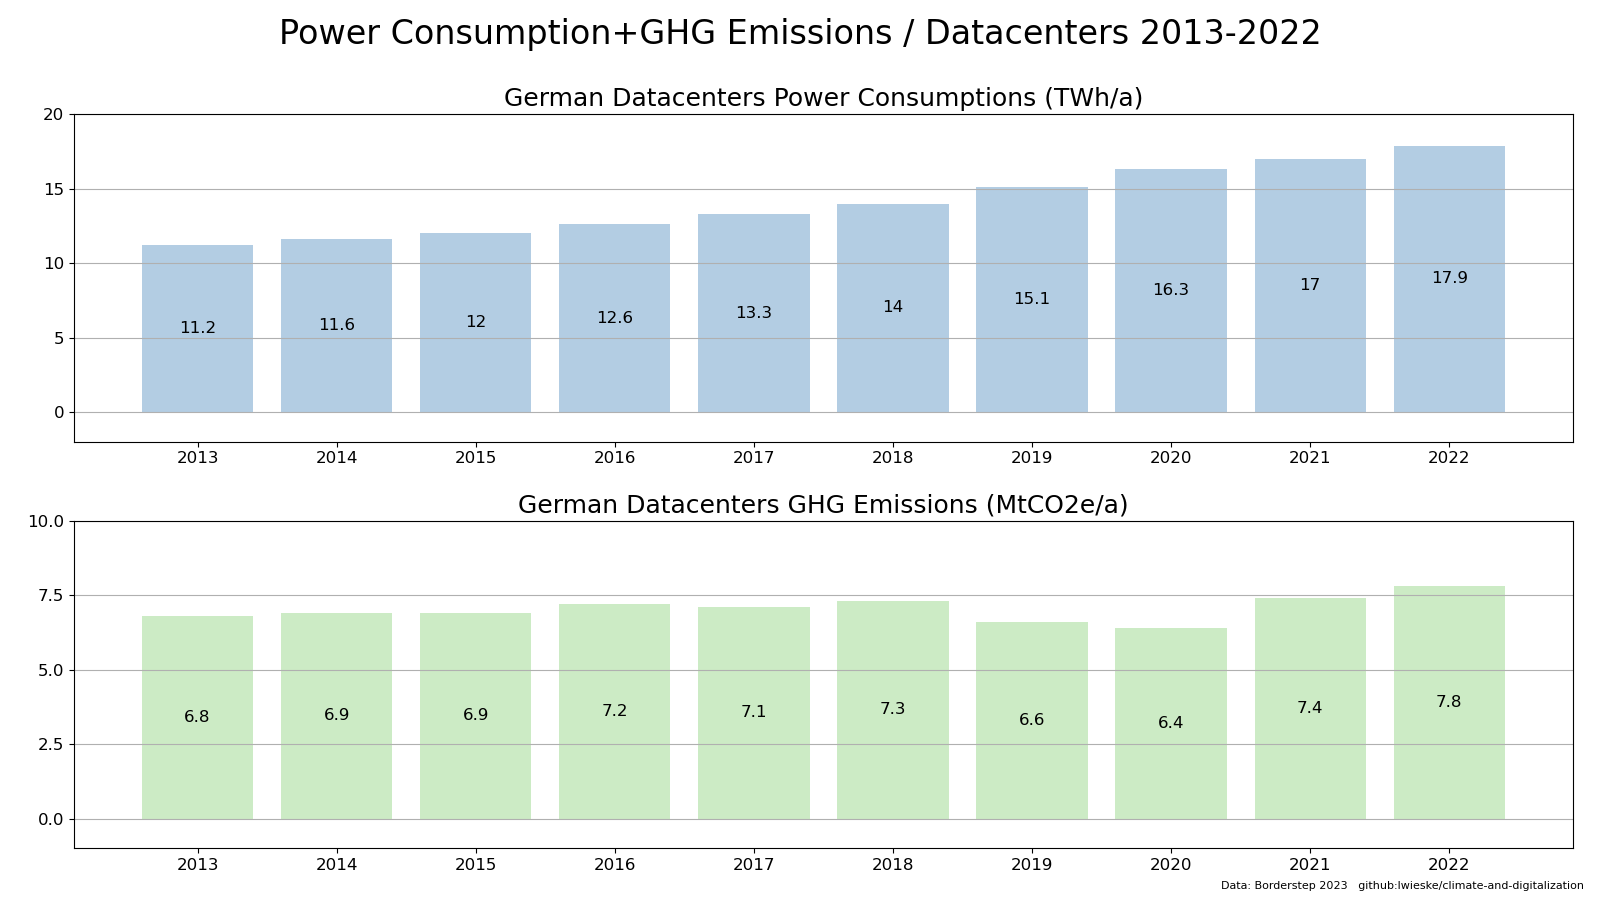 Power Consumption+GHG Emissions / Datacenters 2013-2022
German Datacenters Power Consumptions (TWh/a)
20
15
10
5
0
11.2 11.6 12 12.6 13.3 14 15.1 16.3 17 17.9
2013 2014 2015 2016 2017 2018 2019 2020 2021 2022
German Datacenters GHG Emissions (MtCO2e/a)
10.0
7.5
5.0
2.5
0.0
6.8 6.9 6.9 7.2 7.1 7.3 6.6 6.4 7.4 7.8
2013 2014 2015 2016 2017 2018 2019 2020 2021 2022
Data: Borderstep 2023 github:lwieske/climate-and-digitalization